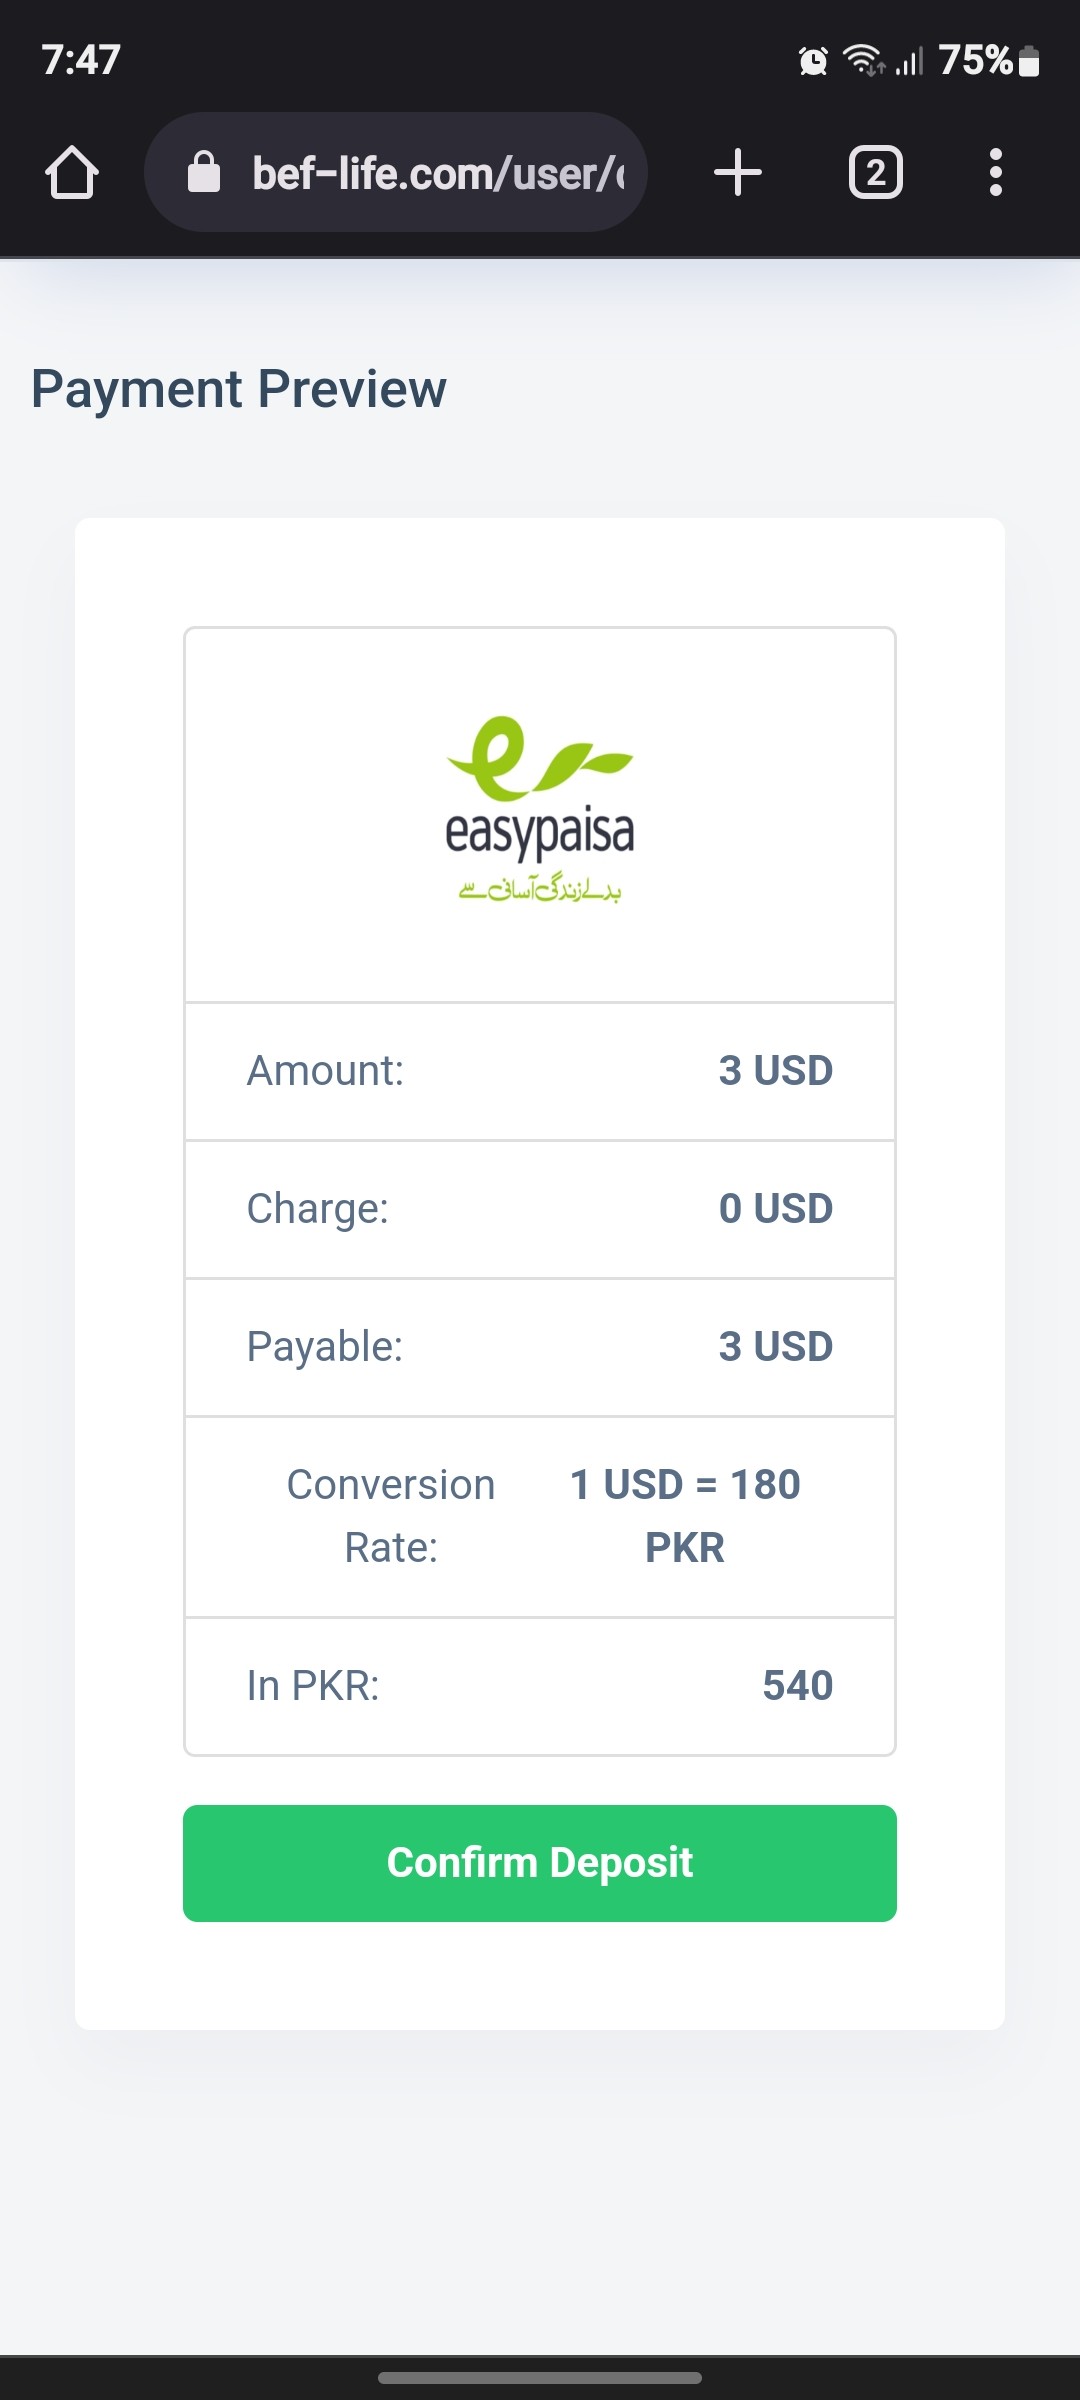 7:47
75%
bef-life.com/user/
2
Payment Preview
easypaisa
بدلے زندگی آسانی سے
Amount: 3 USD
Charge: 0 USD
Payable: 3 USD
Conversion Rate: 1 USD = 180 PKR
In PKR: 540
Confirm Deposit